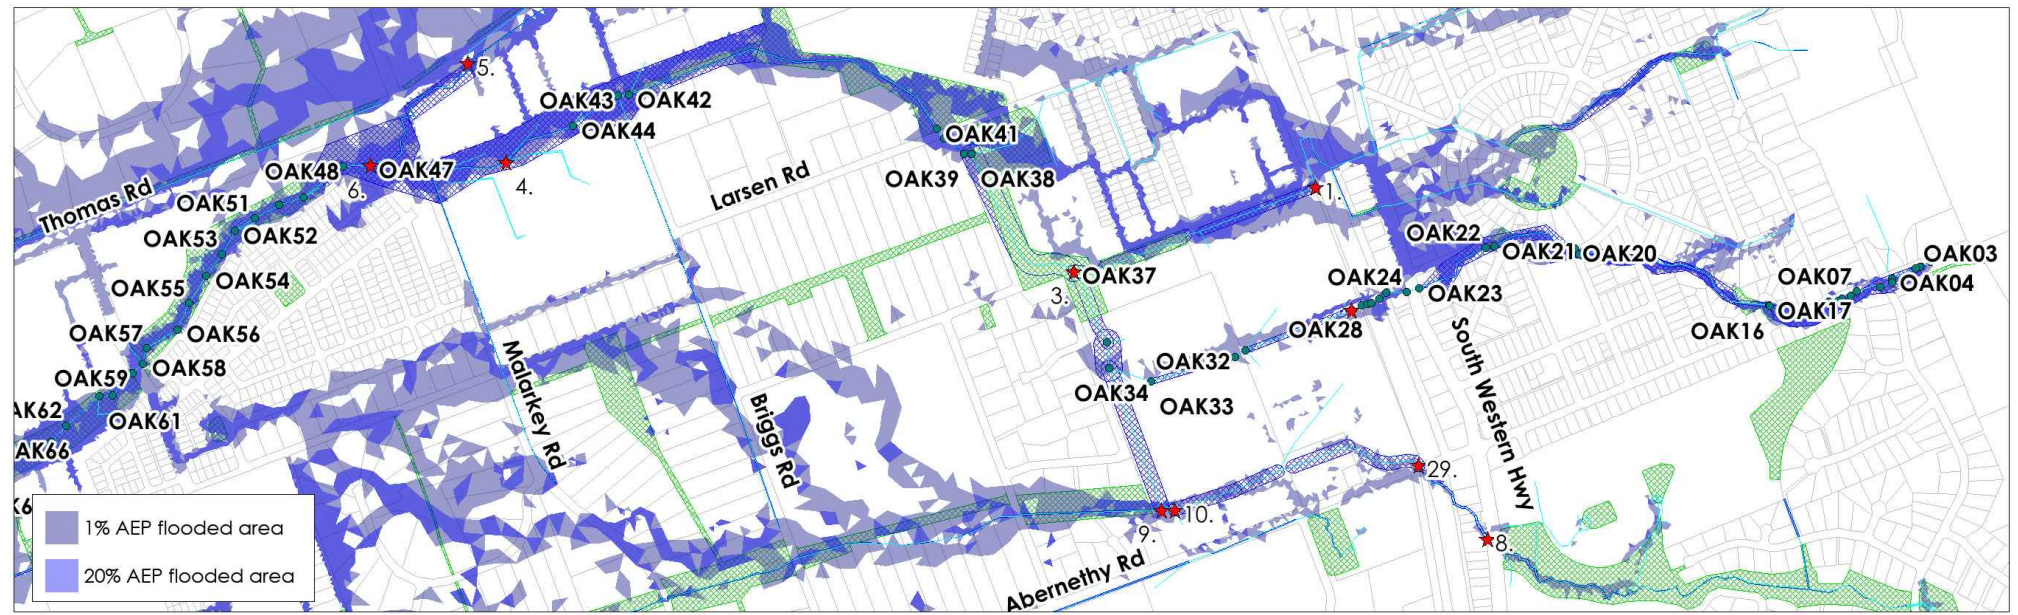 5.
OAK43
OAK42
OAK44
OAK41
OAK48
OAK47
6.
4.
Larsen Rd
OAK39
OAK38
1.
Thomas Rd
OAK51
OAK53
OAK52
OAK22
OAK21
OAK20
OAK03
OAK55
OAK54
OAK37
3.
OAK24
OAK23
OAK07
OAK04
OAK57
OAK56
OAK28
OAK16
OAK17
OAK58
OAK59
OAK32
OAK34
OAK33
South Western Hwy
Malarkey Rd
Briggs Rd
AK62
OAK61
AK66
29.
K6
9.
10.
8.
Abernethy Rd
1% AEP flooded area
20% AEP flooded area